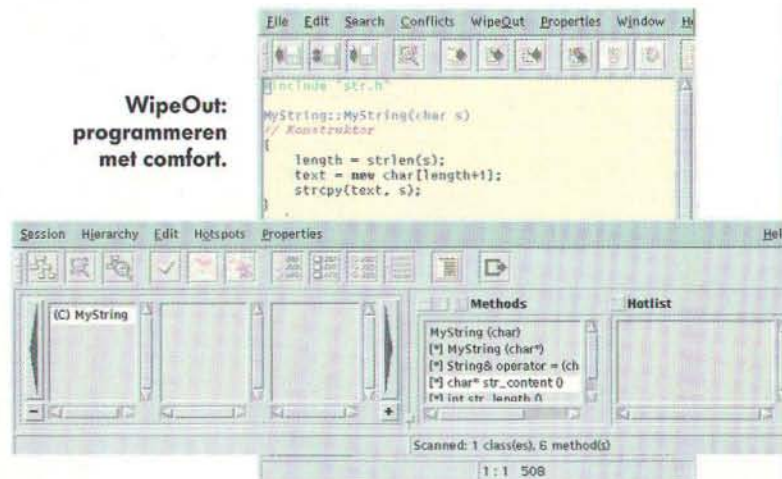 File Edit Search Conflicts WipeOut Properties Window
WipeOut:
programmeren
met comfort.
#include "str.h"
MyString::MyString(char s)
// Konstruktor
{
length = strlen(s);
text = new char[length+1];
strcpy(text, s);
}
Session Hierarchy Edit Hotspots Properties
(C) MyString
Methods
Hotlist
MyString (char)
[*] MyString (char*)
[*] String& operator = (ch
[*] char* str_content ()
[*] int str_length ()
- +
Scanned: 1 class(es), 6 method(s)
1:1 508